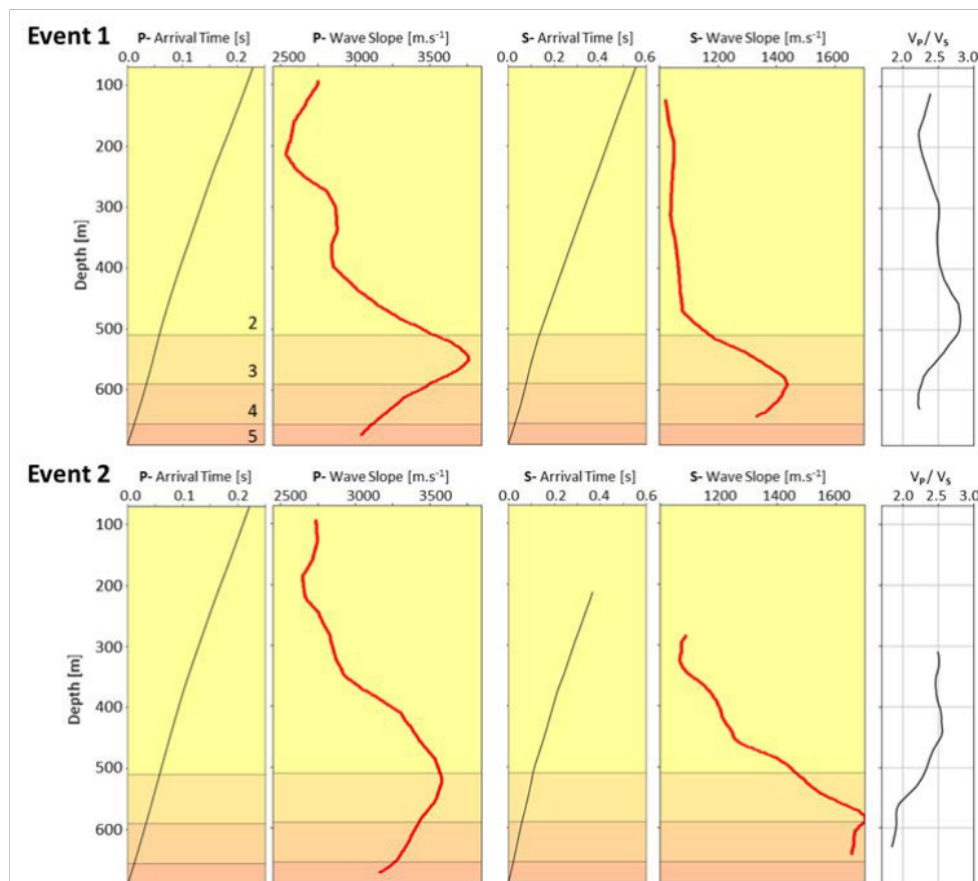 Event 1
P- Arrival Time [s] P- Wave Slope [m.s⁻¹] S- Arrival Time [s] S- Wave Slope [m.s⁻¹] V_P / V_S
0.0 0.1 0.2 2500 3000 3500 0.0 0.2 0.4 0.6 1200 1400 1600 2.0 2.5 3.0
100
200
300
400
500
600
Depth [m]
2
3
4
5
Event 2
P- Arrival Time [s] P- Wave Slope [m.s⁻¹] S- Arrival Time [s] S- Wave Slope [m.s⁻¹] V_P / V_S
0.0 0.1 0.2 2500 3000 3500 0.0 0.2 0.4 0.6 1200 1400 1600 2.0 2.5 3.0
100
200
300
400
500
600
Depth [m]